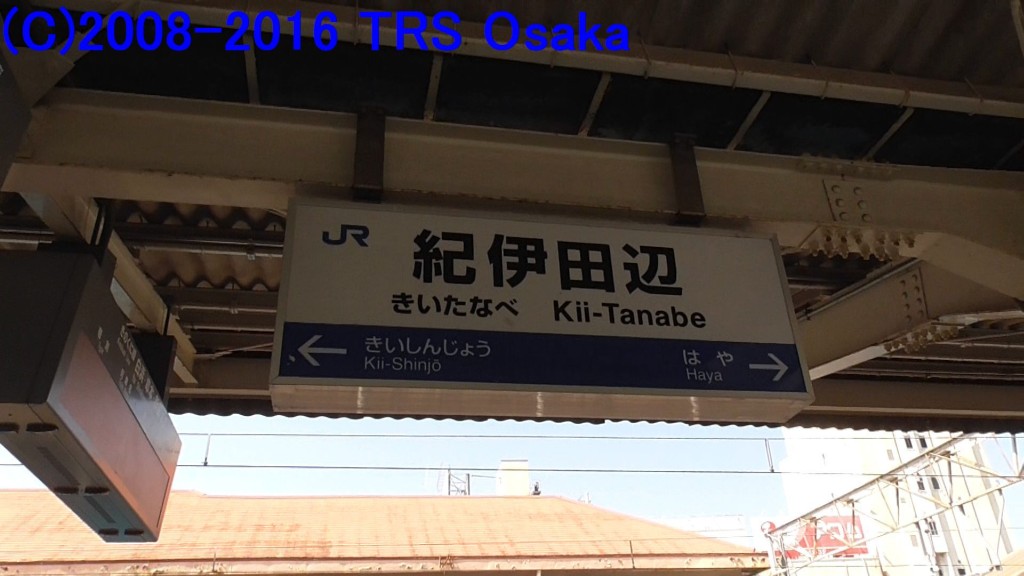 (C)2008-2016 TRS Osaka
JR
紀伊田辺
きいたなべ Kii-Tanabe
← きいしんじょう
Kii-Shinjō
はや →
Haya